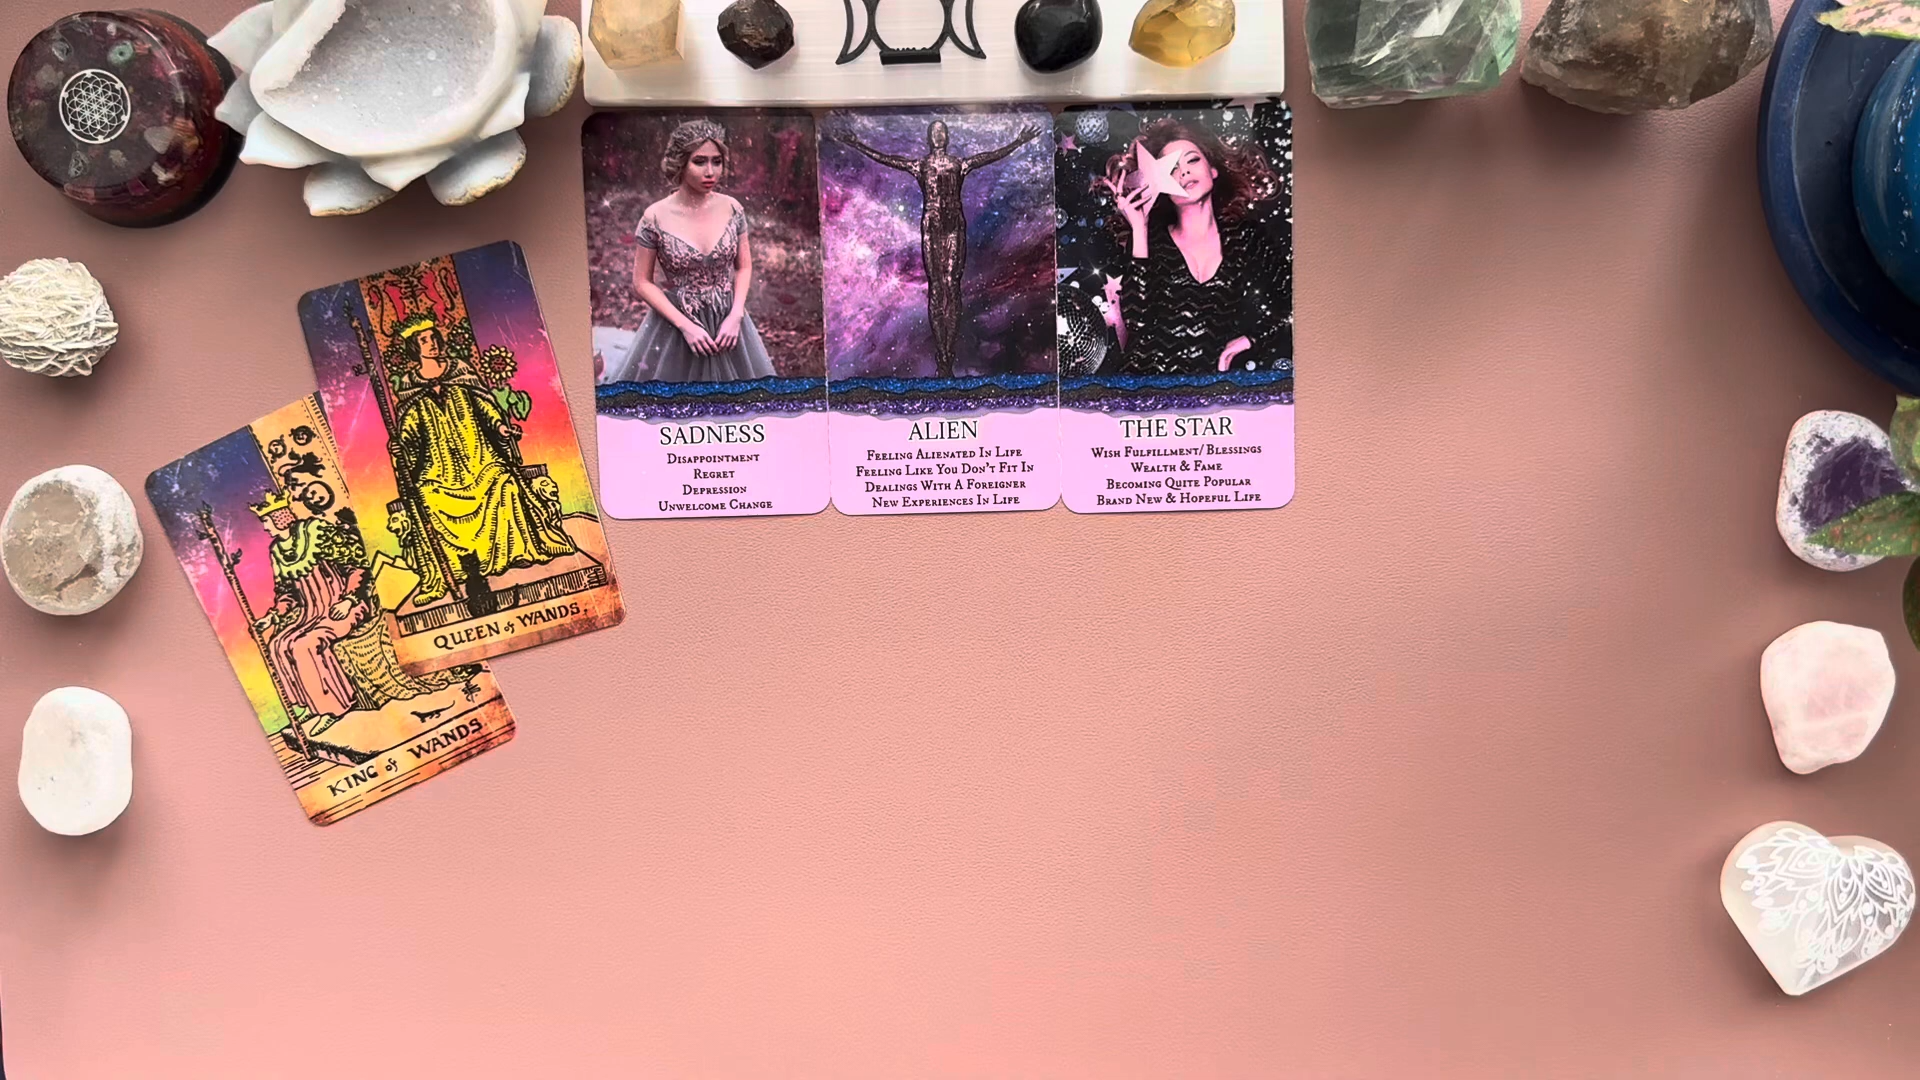 SADNESS
Disappointment
Regret
Depression
Unwelcome Change
ALIEN
Feeling Alienated In Life
Feeling Like You Don't Fit In
Dealings With A Foreigner
New Experiences In Life
THE STAR
Wish Fulfillment/Blessings
Wealth & Fame
Becoming Quite Popular
Brand New & Hopeful Life
QUEEN of WANDS.
KING of WANDS.